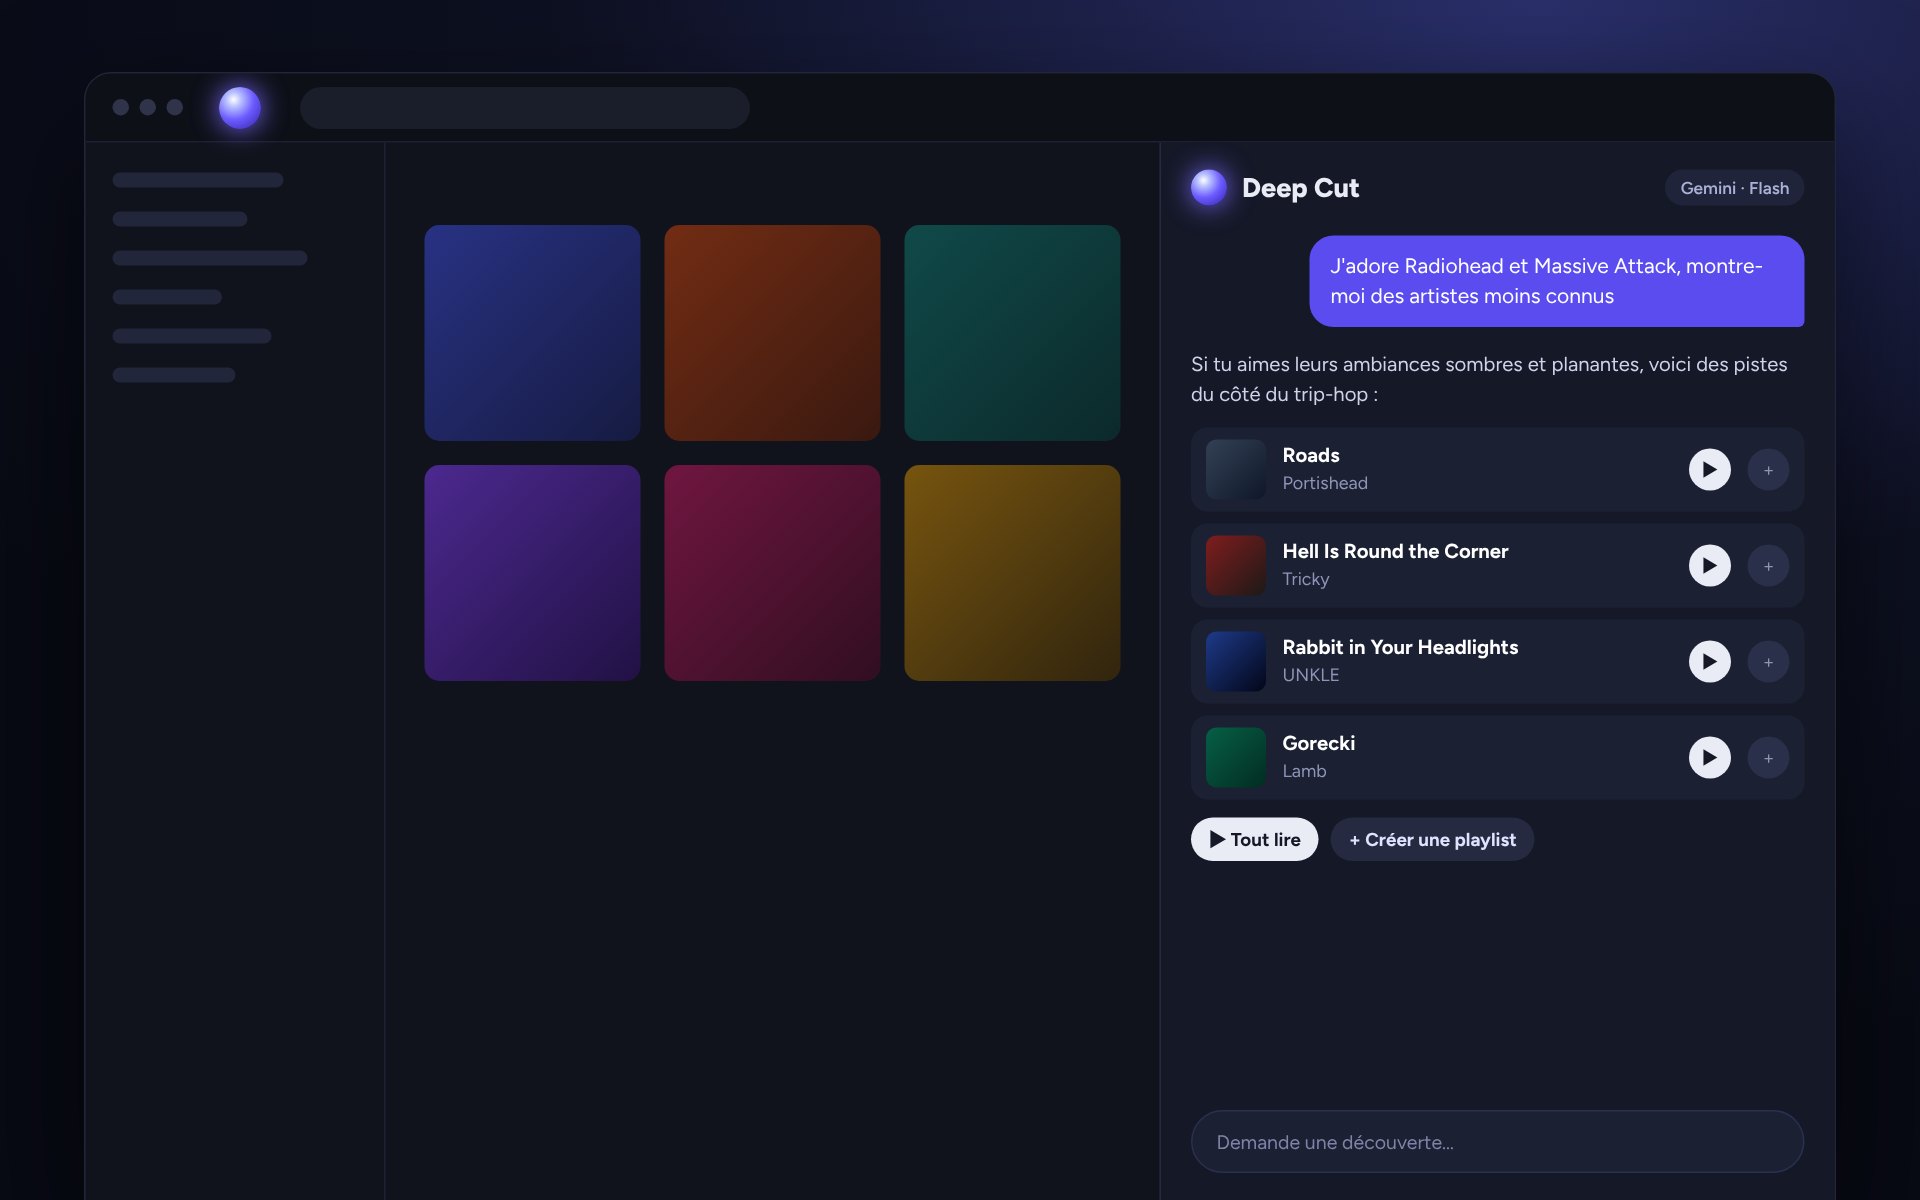 Deep Cut
Gemini · Flash
J'adore Radiohead et Massive Attack, montre-
moi des artistes moins connus
Si tu aimes leurs ambiances sombres et planantes, voici des pistes
du côté du trip-hop :
Roads
Portishead
+
Hell Is Round the Corner
Tricky
+
Rabbit in Your Headlights
UNKLE
+
Gorecki
Lamb
+
Tout lire
+ Créer une playlist
Demande une découverte...